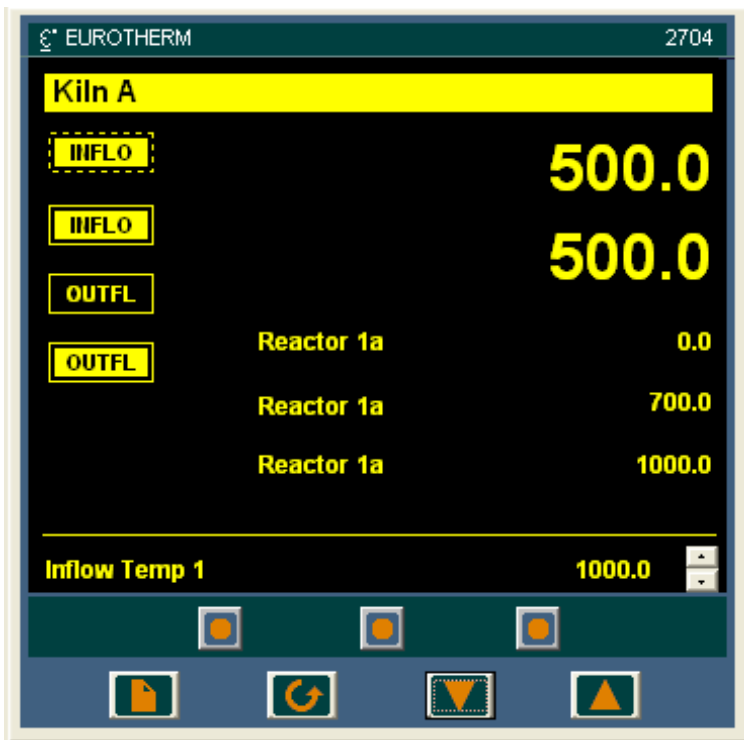 EUROTHERM 2704
Kiln A
INFLO 500.0
INFLO 500.0
OUTFL
Reactor 1a 0.0
OUTFL
Reactor 1a 700.0
Reactor 1a 1000.0
Inflow Temp 1 1000.0